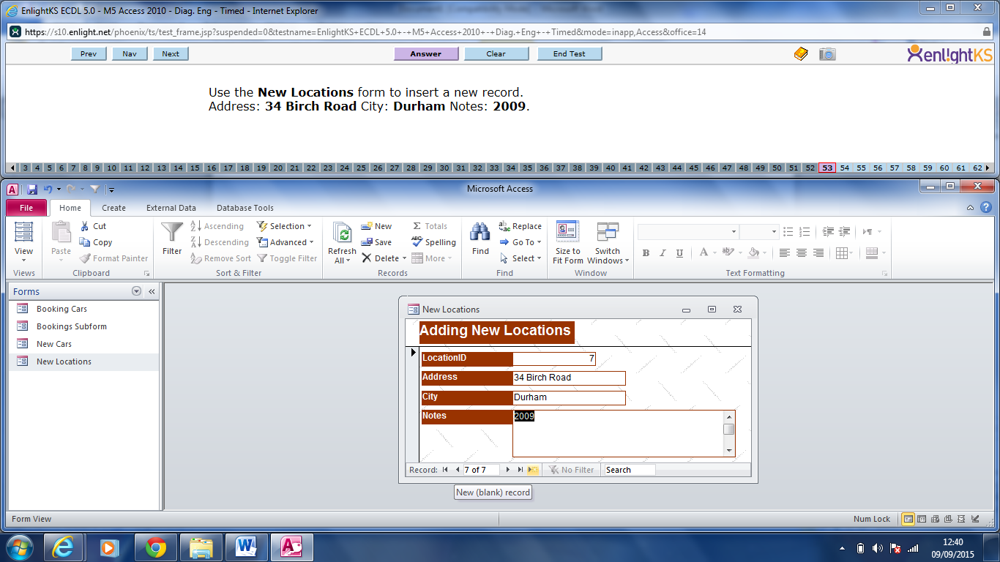 EnlightKS ECDL 5.0 - M5 Access 2010 - Diag. Eng - Timed - Internet Explorer
https://s10.enlight.net/phoenix/ts/test_frame.jsp?suspended=0&testname=EnlightKS+ECDL+5.0+-+M5+Access+2010+-+Diag.+Eng+-+Timed&mode=inapp,Access&office=14
Prev Nav Next Answer Clear End Test enlightKS
Use the New Locations form to insert a new record.
Address: 34 Birch Road City: Durham Notes: 2009.
3 4 5 6 7 8 9 10 11 12 13 14 15 16 17 18 19 20 21 22 23 24 25 26 27 28 29 30 31 32 33 34 35 36 37 38 39 40 41 42 43 44 45 46 47 48 49 50 51 52 53 54 55 56 57 58 59 60 61 62
Microsoft Access
File Home Create External Data Database Tools
Cut Ascending Selection New Totals Replace
Copy Descending Advanced Save Spelling Go To
View Paste Format Painter Filter Remove Sort Toggle Filter Refresh All Delete More Find Select Size to Fit Form Switch Windows
B I U A
Views Clipboard Sort & Filter Records Find Window Text Formatting
Forms
Booking Cars
Bookings Subform
New Cars
New Locations
New Locations
Adding New Locations
LocationID 7
Address 34 Birch Road
City Durham
Notes 2009
Record: 7 of 7 No Filter Search
New (blank) record
Form View Num Lock
12:40
09/09/2015